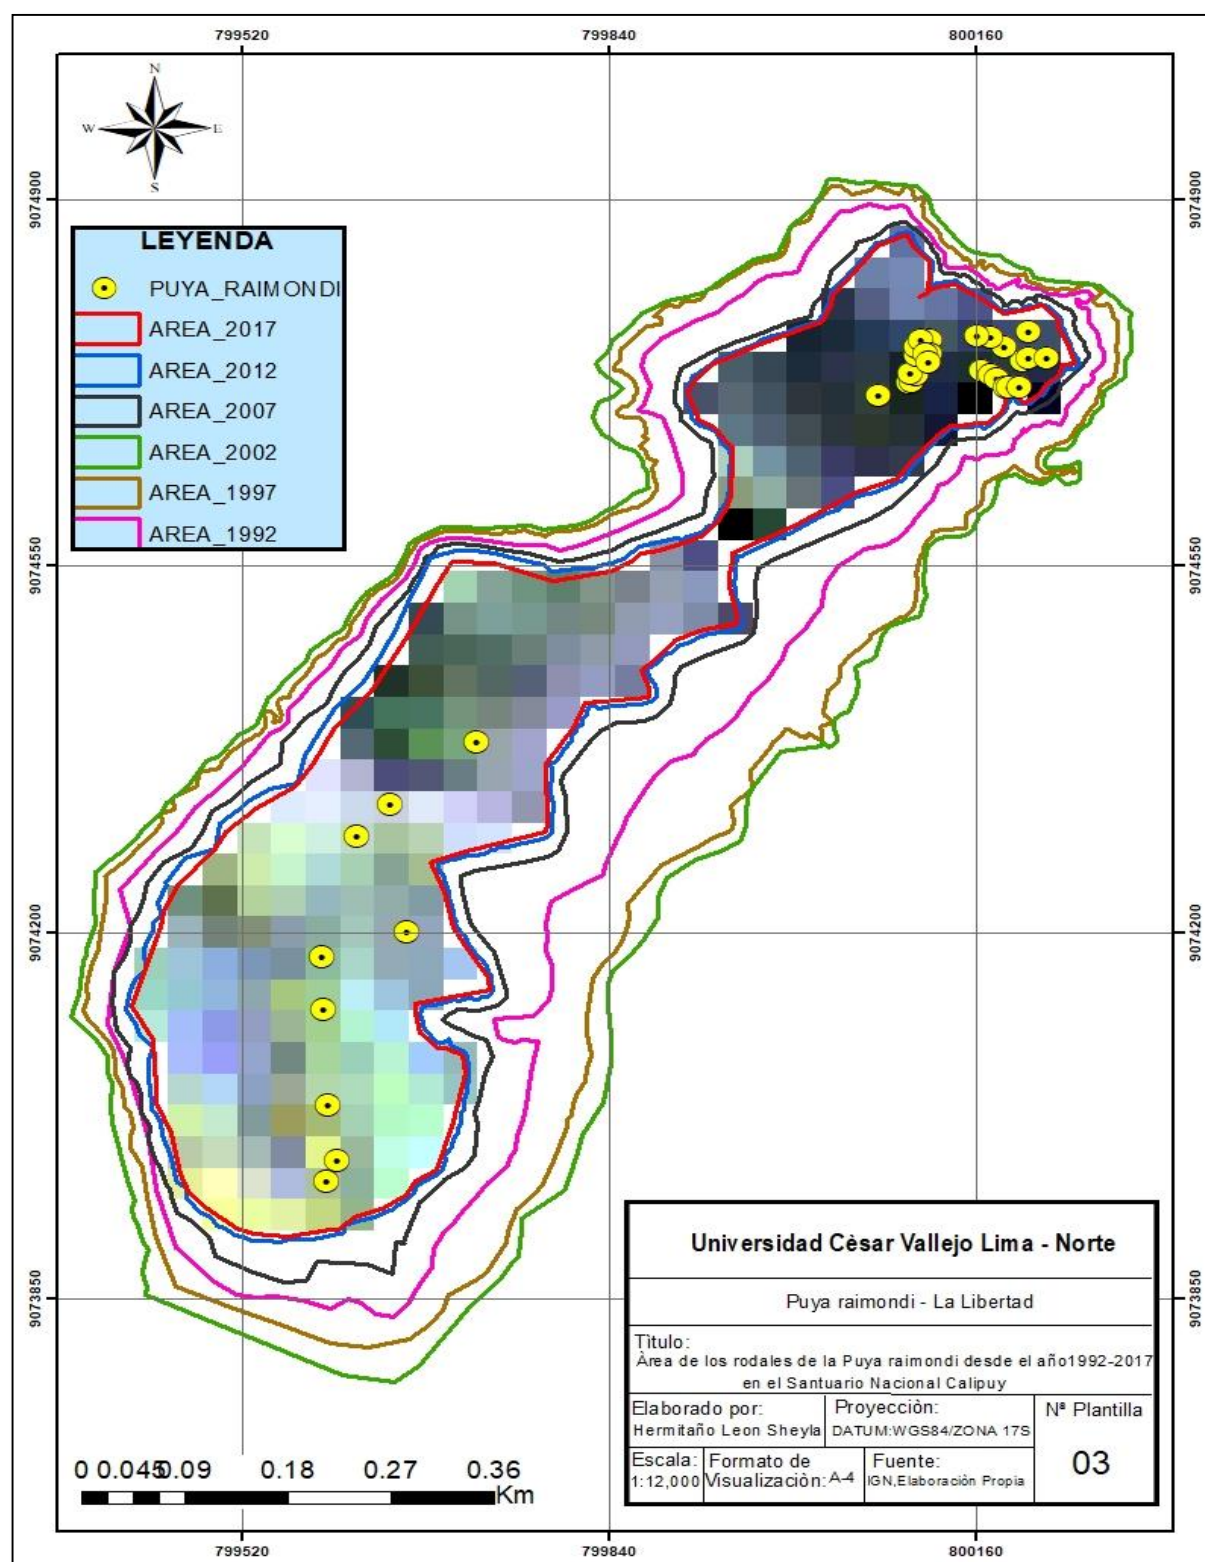 799520 799840 800160
N
W E
S
9074900 9074900
LEYENDA
PUYA_RAIMONDI
AREA_2017
AREA_2012
AREA_2007
AREA_2002
AREA_1997
AREA_1992
9074550 9074550
9074200 9074200
9073850 9073850
Universidad Cèsar Vallejo Lima - Norte
Puya raimondi - La Libertad
Tìtulo:
Àrea de los rodales de la Puya raimondi desde el año1992-2017
en el Santuario Nacional Calipuy
Elaborado por:
Hermitaño Leon Sheyla
Proyecciòn:
DATUM:WGS84/ZONA 17S
Nª Plantilla
03
Escala:
1:12,000
Formato de
Visualizaciòn: A-4
Fuente:
IGN,Elaboraciòn Propia
0 0.045 0.09 0.18 0.27 0.36
Km
799520 799840 800160